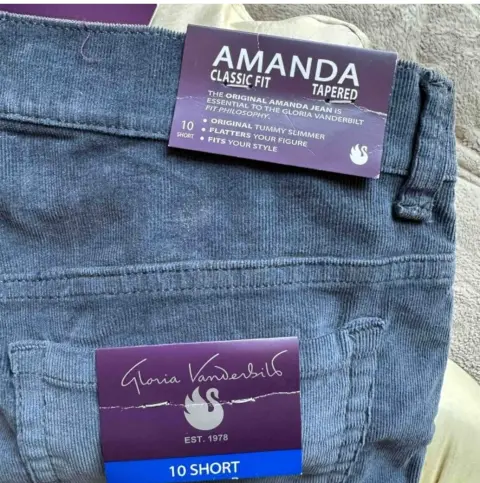 AMANDA
CLASSIC FIT TAPERED
THE ORIGINAL AMANDA JEAN IS
ESSENTIAL TO THE GLORIA VANDERBILT
FIT PHILOSOPHY.
• ORIGINAL TUMMY SLIMMER
• FLATTERS YOUR FIGURE
• FITS YOUR STYLE
10
SHORT
Gloria Vanderbilt
EST. 1978
10 SHORT